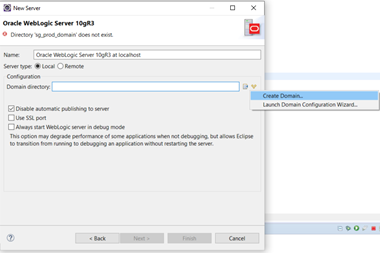 New Server
Oracle WebLogic Server 10gR3
Directory 'sg_prod_domain' does not exist.
Name: Oracle WebLogic Server 10gR3 at localhost
Server type: Local Remote
Configuration
Domain directory:
Create Domain...
Launch Domain Configuration Wizard...
Disable automatic publishing to server
Use SSL port
Always start WebLogic server in debug mode
This option may degrade performance of some applications when not debugging, but allows Eclipse
to transition from running to debugging an application without restarting the server.
< Back Next > Finish Cancel